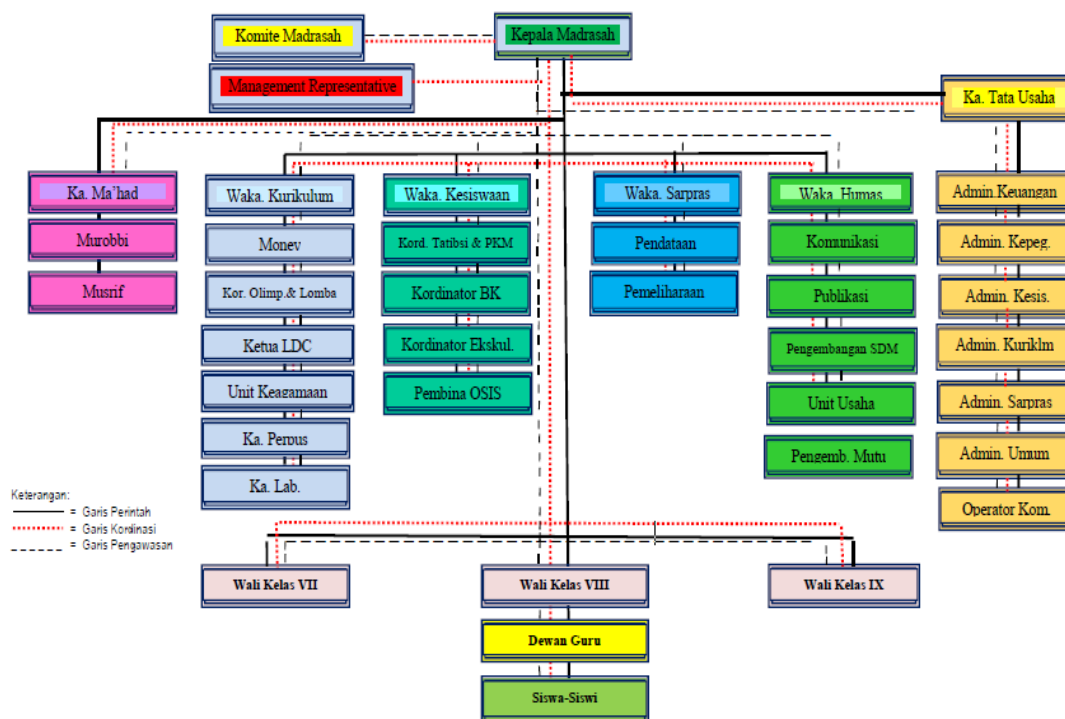 Komite Madrasah
Kepala Madrasah
Management Representative
Ka. Tata Usaha
Ka. Ma'had
Waka. Kurikulum
Waka. Kesiswaan
Waka. Sarpras
Waka. Humas
Admin.Keuangan
Murobbi
Monev
Kord. Tatibsi & PKM
Pendataan
Komunikasi
Admin. Kepeg.
Musrif
Kor. Olimp.& Lomba
Kordinator BK
Pemeliharaan
Publikasi
Admin. Kesis.
Ketua LDC
Kordinator Ekskul.
Pengembangan SDM
Admin. Kuriklm
Unit Keagamaan
Pembina OSIS
Unit Usaha
Admin. Sarpras
Ka. Perpus
Pengemb. Mutu
Admin. Umum
Ka. Lab.
Operator Kom.
Keterangan:
= Garis Perintah
= Garis Kordinasi
= Garis Pengawasan
Wali Kelas VII
Wali Kelas VIII
Wali Kelas IX
Dewan Guru
Siswa-Siswi